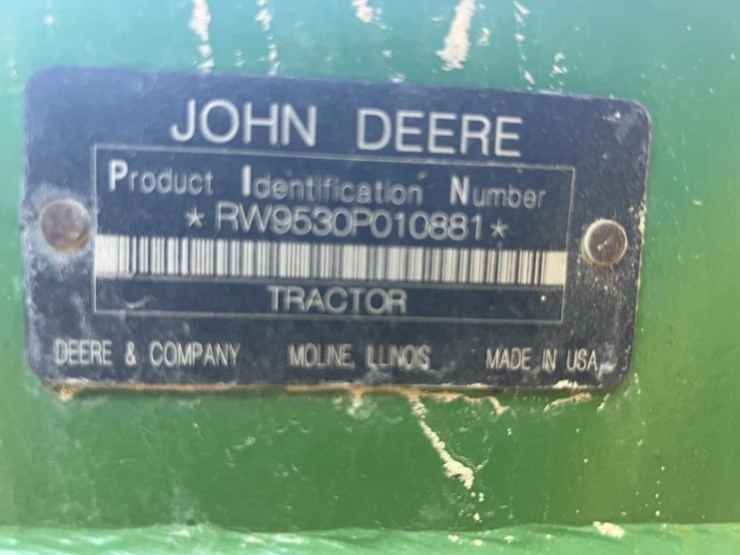 JOHN DEERE
Product Identification Number
* RW9530P010881 *
TRACTOR
DEERE & COMPANY MOLINE, ILLINOIS MADE IN USA